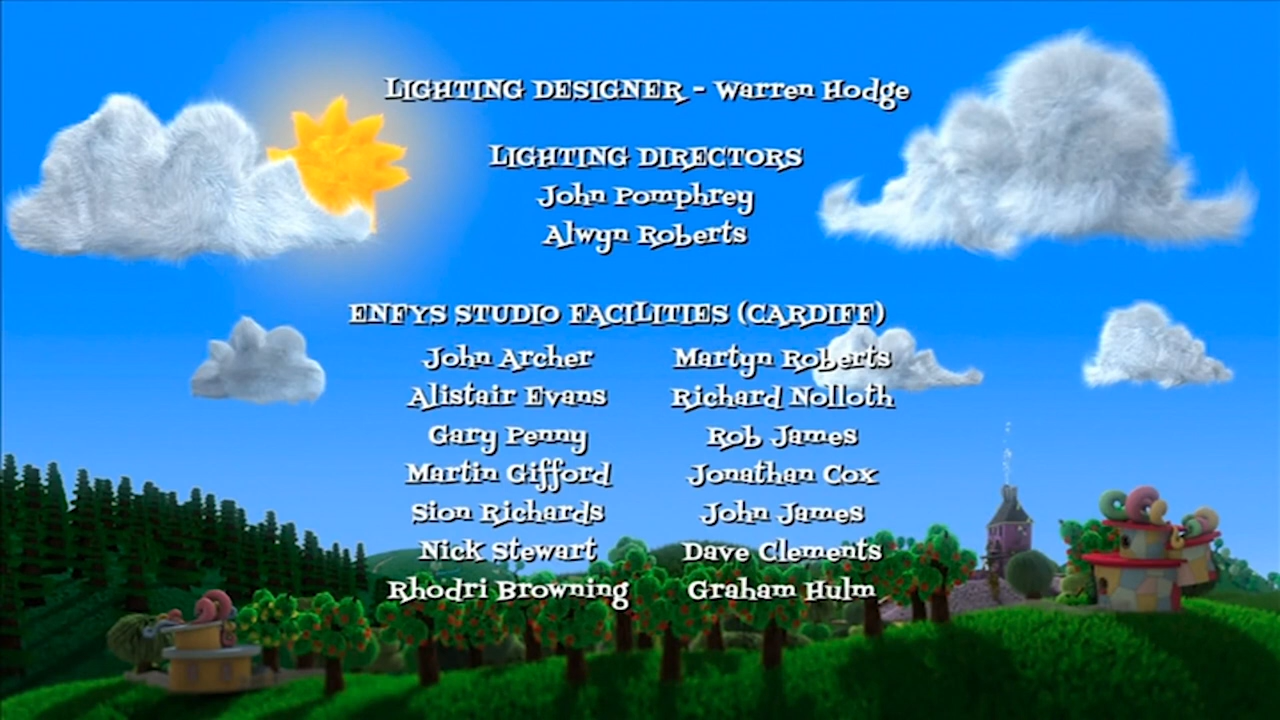 LIGHTING DESIGNER - Warren Hodge
LIGHTING DIRECTORS
John Pomphrey
Alwyn Roberts
ENFYS STUDIO FACILITIES (CARDIFF)
John Archer Martyn Roberts
Alistair Evans Richard Nolloth
Gary Penny Rob James
Martin Gifford Jonathan Cox
Sion Richards John James
Nick Stewart Dave Clements
Rhodri Browning Graham Hulm